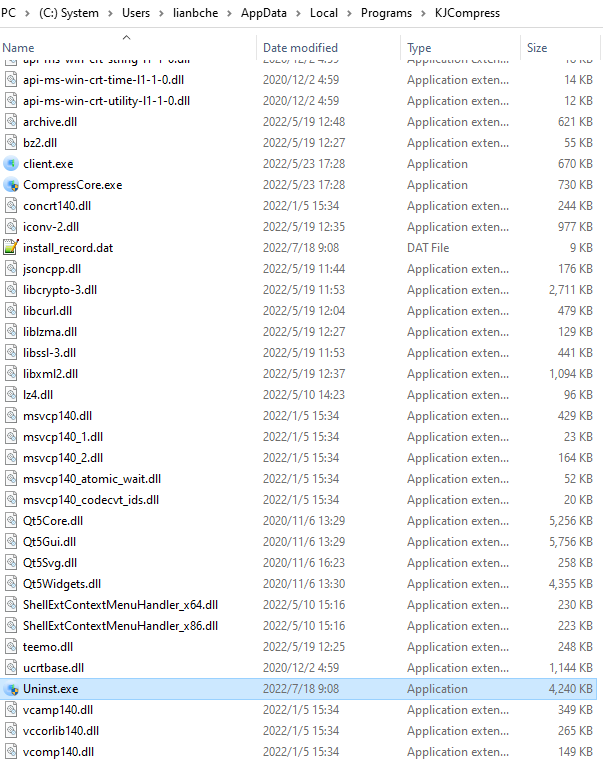 PC > (C:) System > Users > lianbche > AppData > Local > Programs > KJCompress
Name Date modified Type Size
api-ms-win-crt-string-l1-1-0.dll 2020/12/2 4:59 Application exten...
api-ms-win-crt-time-l1-1-0.dll 2020/12/2 4:59 Application exten... 14 KB
api-ms-win-crt-utility-l1-1-0.dll 2020/12/2 4:59 Application exten... 12 KB
archive.dll 2022/5/19 12:48 Application exten... 621 KB
bz2.dll 2022/5/19 12:27 Application exten... 55 KB
client.exe 2022/5/23 17:28 Application 670 KB
CompressCore.exe 2022/5/23 17:28 Application 730 KB
concrt140.dll 2022/1/5 15:34 Application exten... 244 KB
iconv-2.dll 2022/5/19 12:35 Application exten... 977 KB
install_record.dat 2022/7/18 9:08 DAT File 9 KB
jsoncpp.dll 2022/5/19 11:44 Application exten... 176 KB
libcrypto-3.dll 2022/5/19 11:53 Application exten... 2,711 KB
libcurl.dll 2022/5/19 12:04 Application exten... 479 KB
liblzma.dll 2022/5/19 12:27 Application exten... 129 KB
libssl-3.dll 2022/5/19 11:53 Application exten... 441 KB
libxml2.dll 2022/5/19 12:37 Application exten... 1,094 KB
lz4.dll 2022/5/10 14:23 Application exten... 96 KB
msvcp140.dll 2022/1/5 15:34 Application exten... 429 KB
msvcp140_1.dll 2022/1/5 15:34 Application exten... 23 KB
msvcp140_2.dll 2022/1/5 15:34 Application exten... 164 KB
msvcp140_atomic_wait.dll 2022/1/5 15:34 Application exten... 52 KB
msvcp140_codecvt_ids.dll 2022/1/5 15:34 Application exten... 20 KB
Qt5Core.dll 2020/11/6 13:29 Application exten... 5,256 KB
Qt5Gui.dll 2020/11/6 13:29 Application exten... 5,756 KB
Qt5Svg.dll 2020/11/6 16:23 Application exten... 258 KB
Qt5Widgets.dll 2020/11/6 13:30 Application exten... 4,355 KB
ShellExtContextMenuHandler_x64.dll 2022/5/10 15:16 Application exten... 230 KB
ShellExtContextMenuHandler_x86.dll 2022/5/10 15:16 Application exten... 223 KB
teemo.dll 2022/5/19 12:25 Application exten... 248 KB
ucrtbase.dll 2020/12/2 4:59 Application exten... 1,144 KB
Uninst.exe 2022/7/18 9:08 Application 4,240 KB
vcamp140.dll 2022/1/5 15:34 Application exten... 349 KB
vccorlib140.dll 2022/1/5 15:34 Application exten... 265 KB
vcomp140.dll 2022/1/5 15:34 Application exten... 149 KB